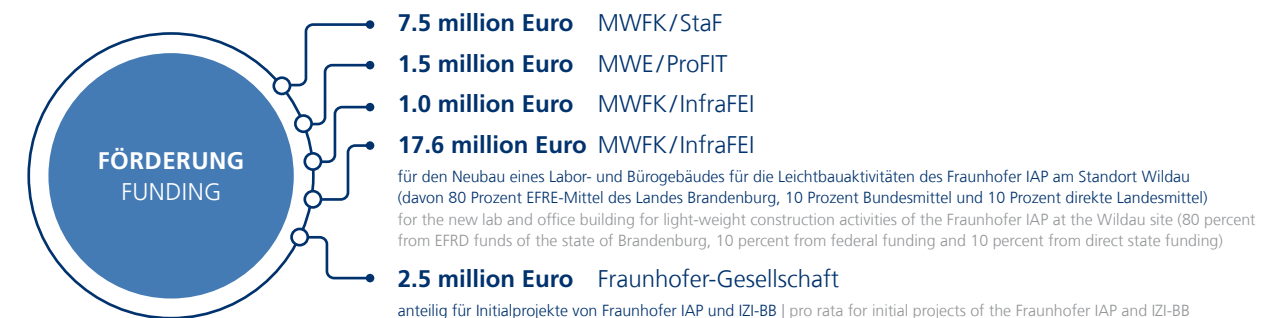 FÖRDERUNG
FUNDING
7.5 million Euro MWFK/StaF
1.5 million Euro MWE/ProFIT
1.0 million Euro MWFK/InfraFEI
17.6 million Euro MWFK/InfraFEI
für den Neubau eines Labor- und Bürogebäudes für die Leichtbauaktivitäten des Fraunhofer IAP am Standort Wildau
(davon 80 Prozent EFRE-Mittel des Landes Brandenburg, 10 Prozent Bundesmittel und 10 Prozent direkte Landesmittel)
for the new lab and office building for light-weight construction activities of the Fraunhofer IAP at the Wildau site (80 percent
from EFRD funds of the state of Brandenburg, 10 percent from federal funding and 10 percent from direct state funding)
2.5 million Euro Fraunhofer-Gesellschaft
anteilig für Initialprojekte von Fraunhofer IAP und IZI-BB | pro rata for initial projects of the Fraunhofer IAP and IZI-BB